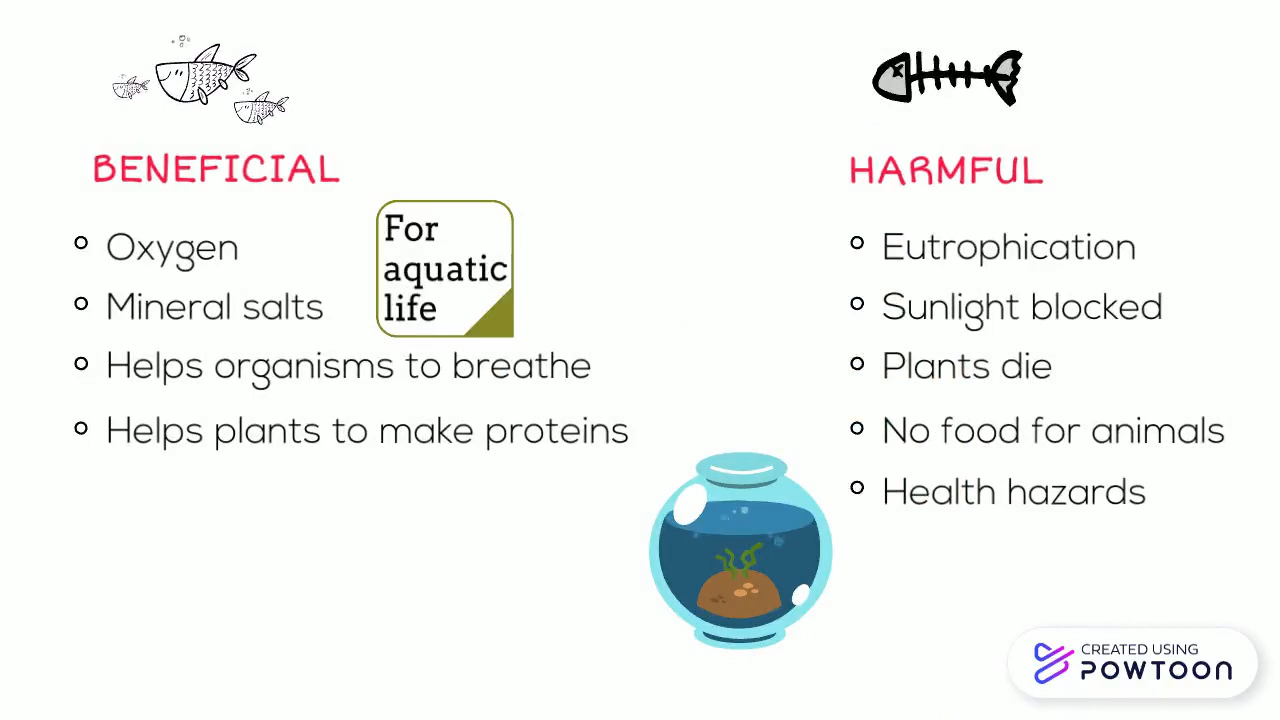 BENEFICIAL
Oxygen
Mineral salts
For
aquatic
life
Helps organisms to breathe
Helps plants to make proteins
HARMFUL
Eutrophication
Sunlight blocked
Plants die
No food for animals
Health hazards
CREATED USING
POWTOON